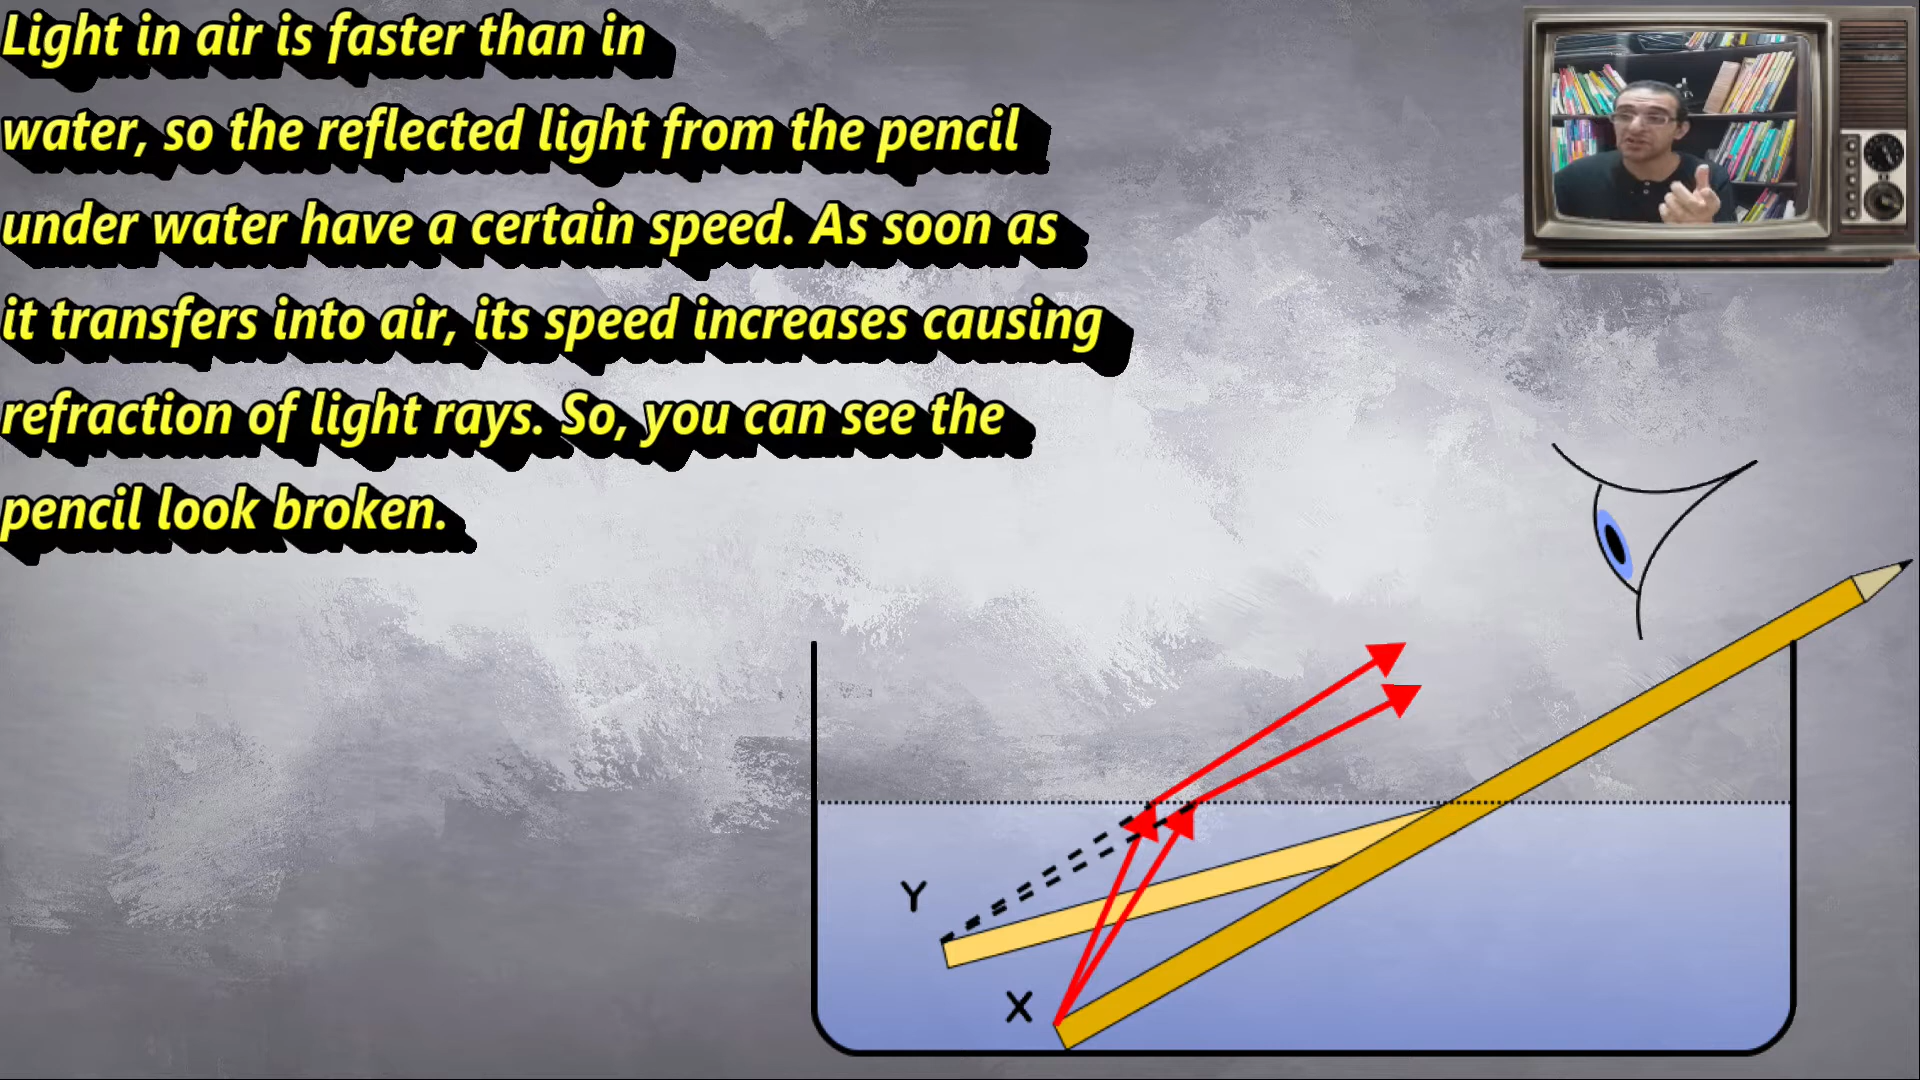 Light in air is faster than in
water, so the reflected light from the pencil
under water have a certain speed. As soon as
it transfers into air, its speed increases causing
refraction of light rays. So, you can see the
pencil look broken.
Y
X